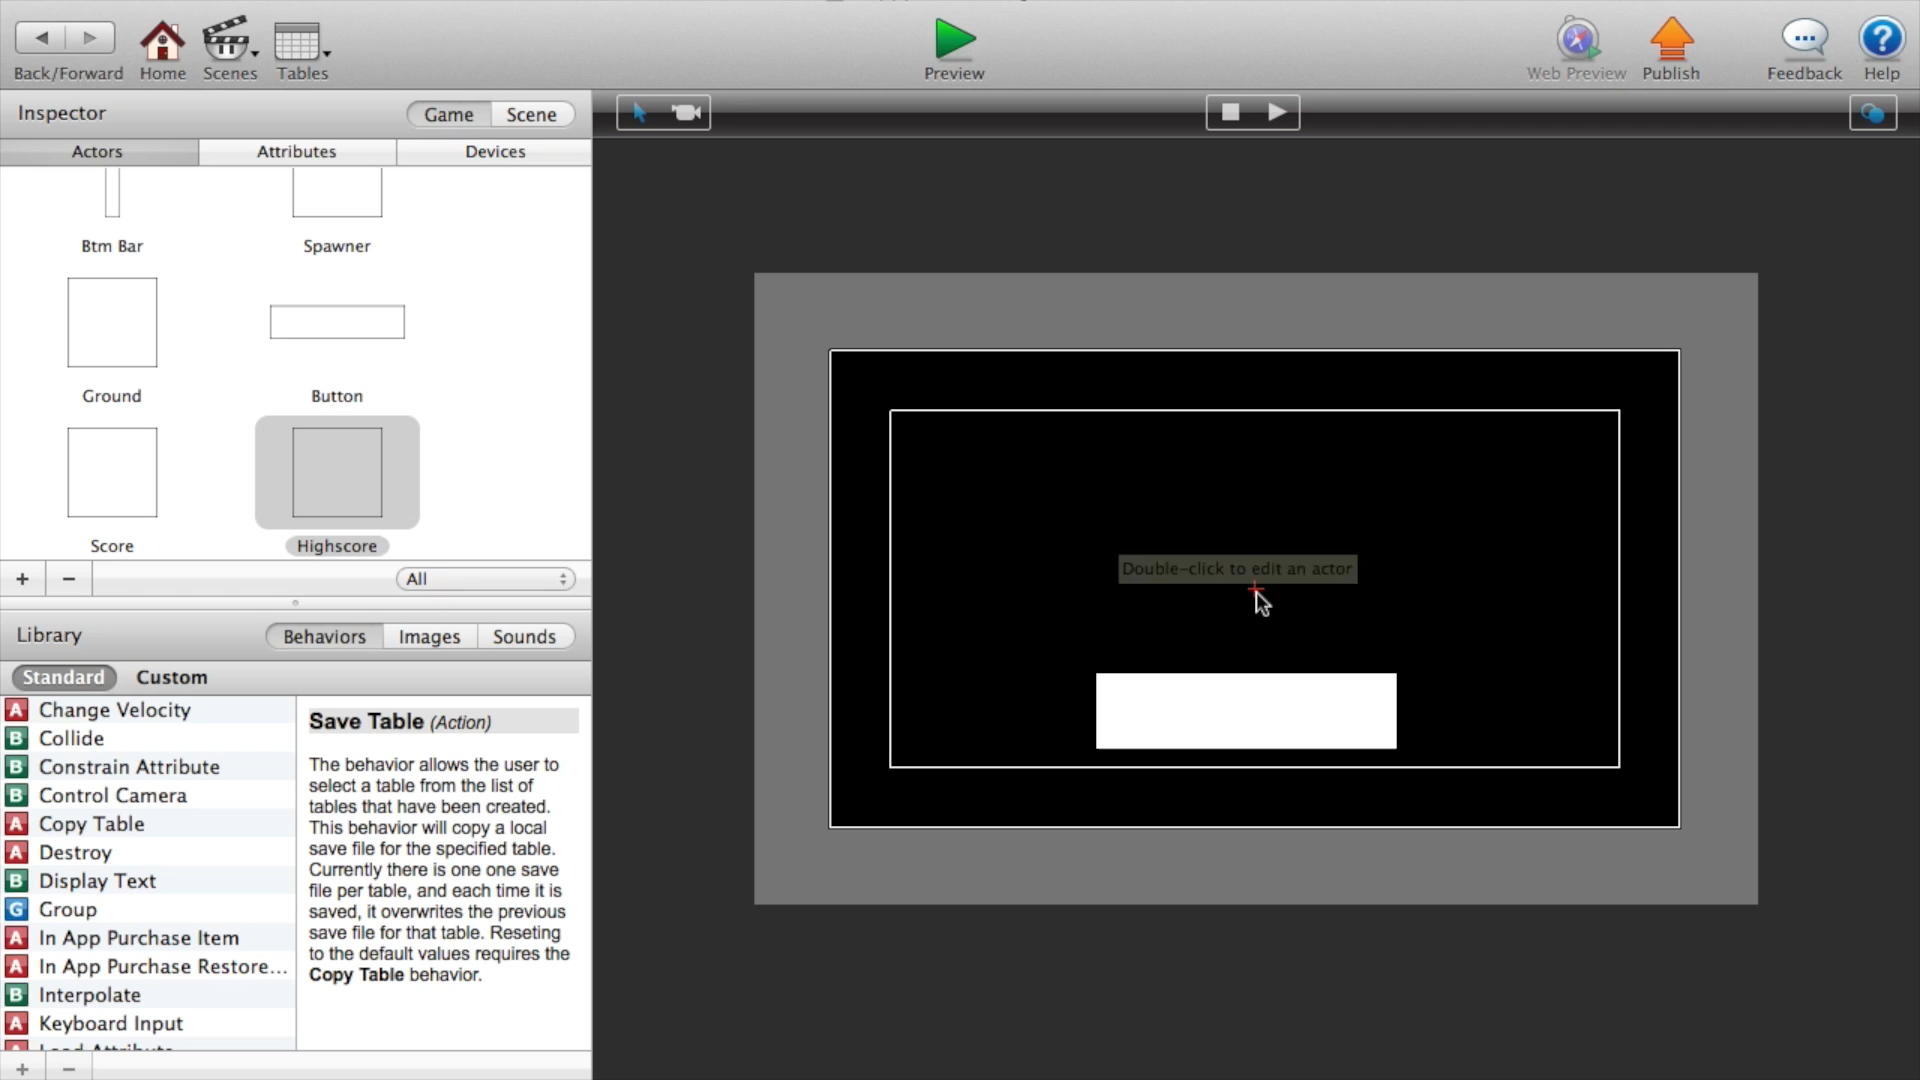 Back/Forward
Home
Scenes
Tables
Preview
Web Preview
Publish
Feedback
Help
Inspector
Game
Scene
Actors
Attributes
Devices
Btm Bar
Spawner
Ground
Button
Score
Highscore
+
−
All
Double-click to edit an actor
Library
Behaviors
Images
Sounds
Standard
Custom
A Change Velocity
B Collide
B Constrain Attribute
B Control Camera
A Copy Table
A Destroy
B Display Text
G Group
A In App Purchase Item
A In App Purchase Restore...
B Interpolate
A Keyboard Input
Save Table (Action)
The behavior allows the user to
select a table from the list of
tables that have been created.
This behavior will copy a local
save file for the specified table.
Currently there is one one save
file per table, and each time it is
saved, it overwrites the previous
save file for that table. Reseting
to the default values requires the
Copy Table behavior.
+
−